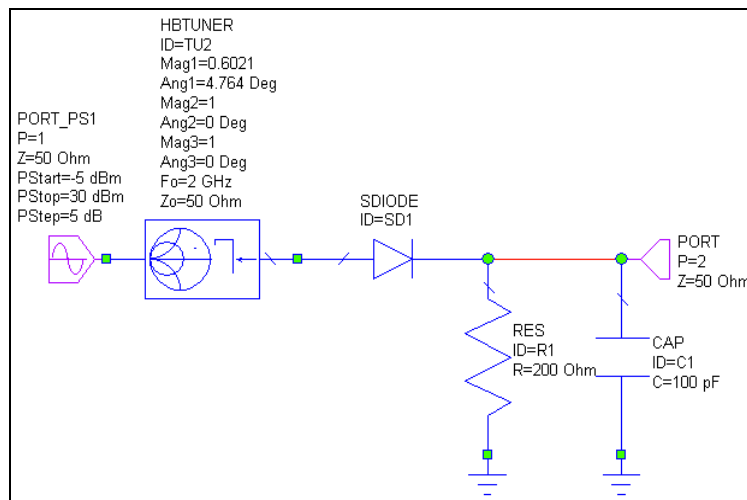 HBTUNER
ID=TU2
Mag1=0.6021
Ang1=4.764 Deg
Mag2=1
Ang2=0 Deg
Mag3=1
Ang3=0 Deg
Fo=2 GHz
Zo=50 Ohm
PORT_PS1
P=1
Z=50 Ohm
PStart=-5 dBm
PStop=30 dBm
PStep=5 dB
SDIODE
ID=SD1
PORT
P=2
Z=50 Ohm
RES
ID=R1
R=200 Ohm
CAP
ID=C1
C=100 pF